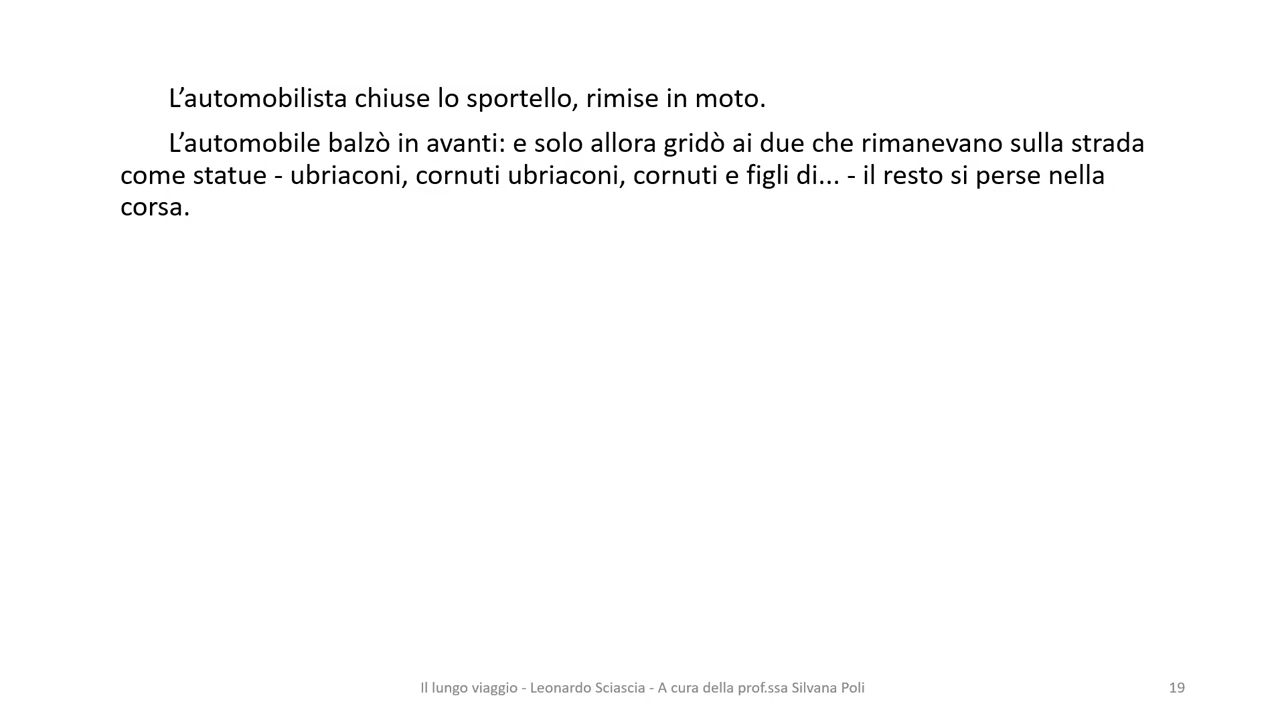 L’automobilista chiuse lo sportello, rimise in moto.
L’automobile balzò in avanti: e solo allora gridò ai due che rimanevano sulla strada
come statue - ubriaconi, cornuti ubriaconi, cornuti e figli di... - il resto si perse nella
corsa.
Il lungo viaggio - Leonardo Sciascia - A cura della prof.ssa Silvana Poli
19